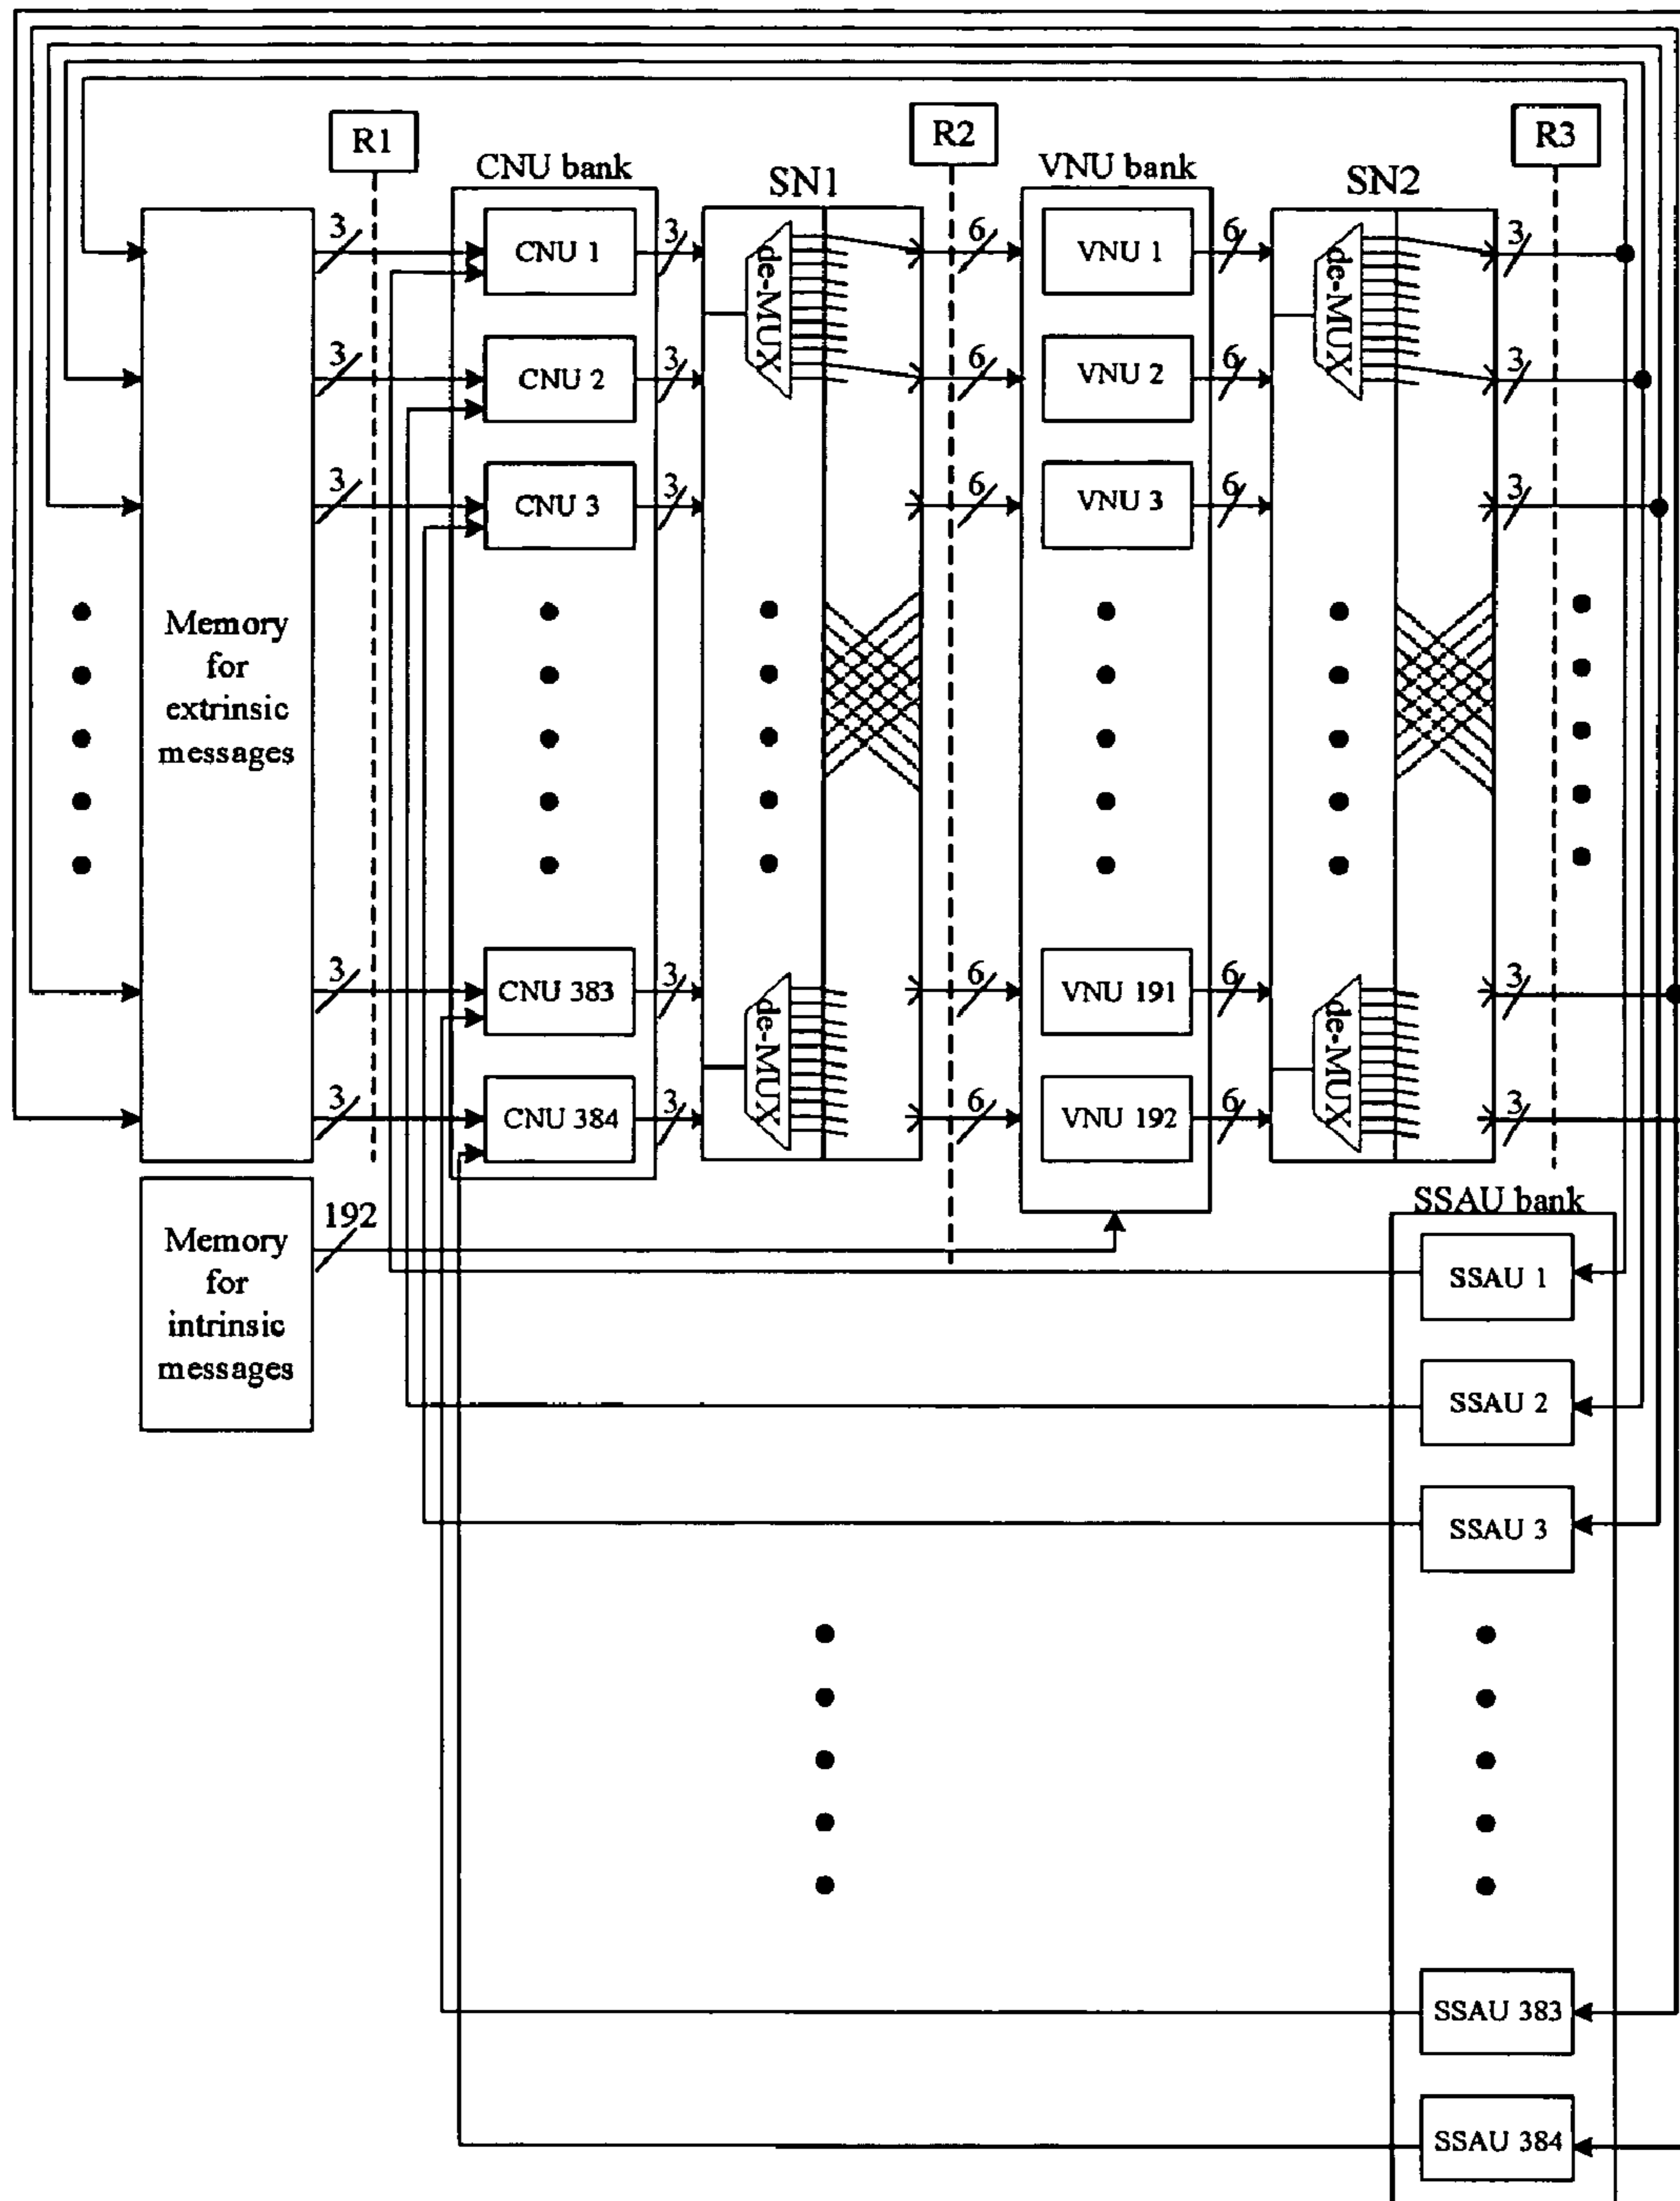 R1
R2
R3
CNU bank
SN1
VNU bank
SN2
Memory
for
extrinsic
messages
3
CNU 1
3
de-MUX
6
VNU 1
6
de-MUX
3
3
CNU 2
3
6
VNU 2
6
3
3
CNU 3
3
6
VNU 3
6
3
3
CNU 383
3
de-MUX
6
VNU 191
6
de-MUX
3
3
CNU 384
3
6
VNU 192
6
3
Memory
for
intrinsic
messages
192
SSAU bank
SSAU 1
SSAU 2
SSAU 3
SSAU 383
SSAU 384